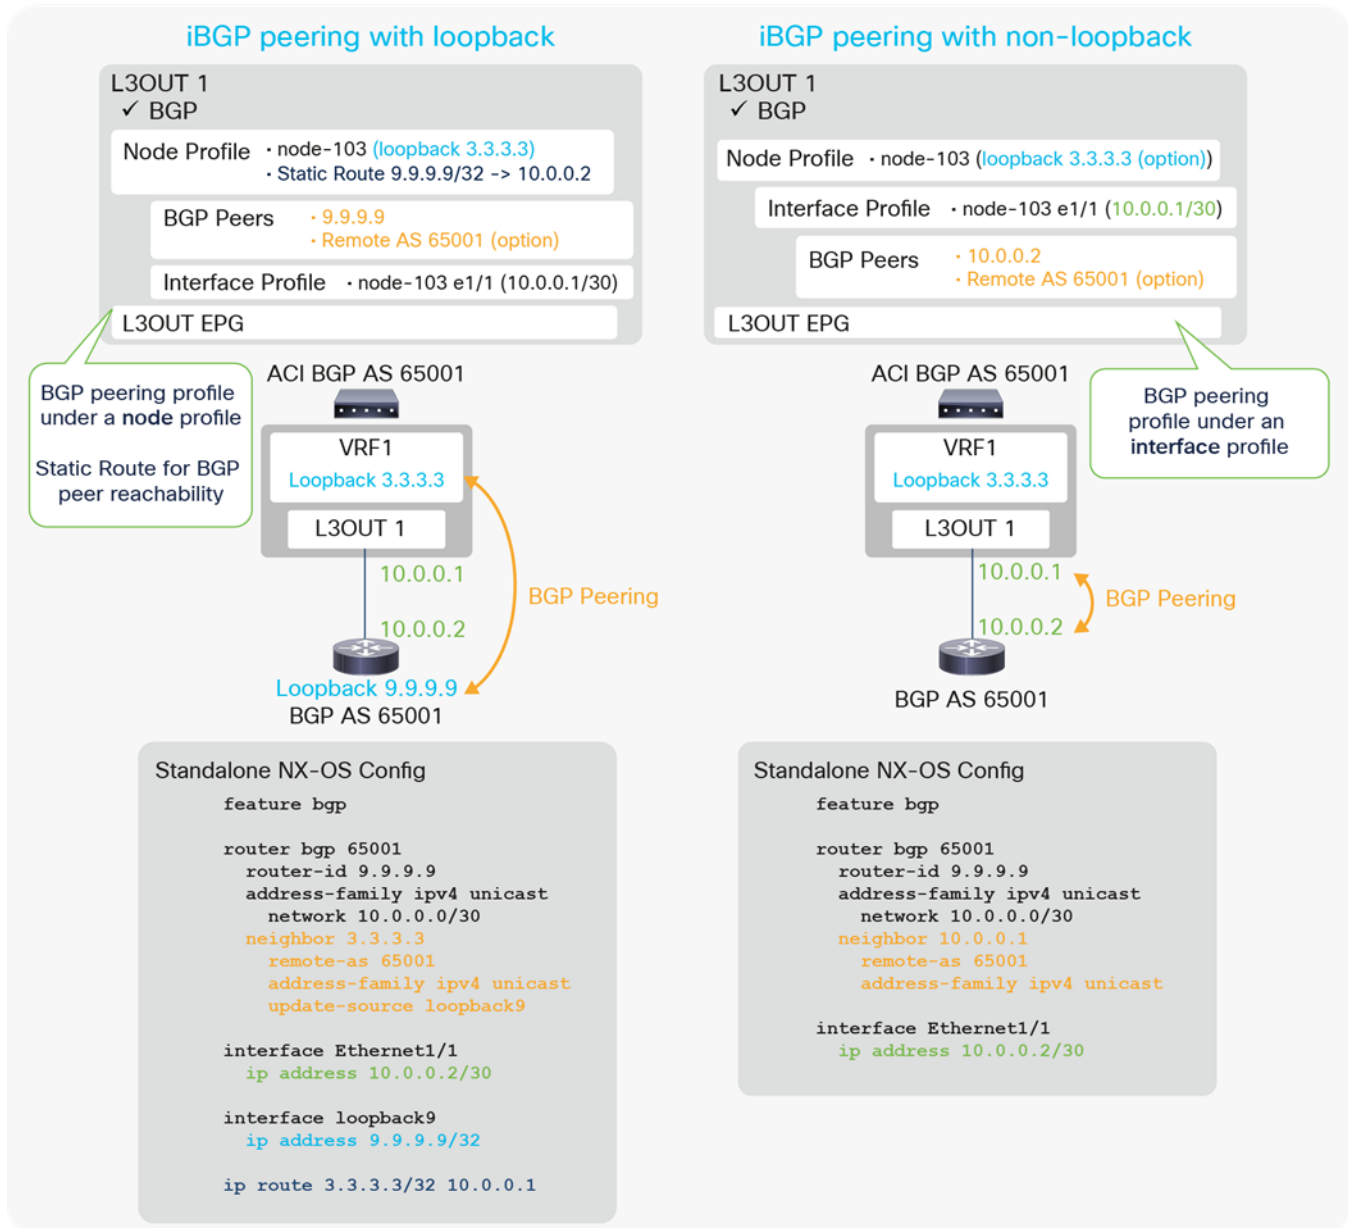 iBGP peering with loopback
L3OUT 1
✓ BGP
Node Profile
· node-103 (loopback 3.3.3.3)
· Static Route 9.9.9.9/32 -> 10.0.0.2
BGP Peers
· 9.9.9.9
· Remote AS 65001 (option)
Interface Profile · node-103 e1/1 (10.0.0.1/30)
L3OUT EPG
BGP peering profile
under a node profile
Static Route for BGP
peer reachability
ACI BGP AS 65001
VRF1
Loopback 3.3.3.3
L3OUT 1
10.0.0.1
BGP Peering
10.0.0.2
Loopback 9.9.9.9
BGP AS 65001
Standalone NX-OS Config
feature bgp
router bgp 65001
router-id 9.9.9.9
address-family ipv4 unicast
network 10.0.0.0/30
neighbor 3.3.3.3
remote-as 65001
address-family ipv4 unicast
update-source loopback9
interface Ethernet1/1
ip address 10.0.0.2/30
interface loopback9
ip address 9.9.9.9/32
ip route 3.3.3.3/32 10.0.0.1
iBGP peering with non-loopback
L3OUT 1
✓ BGP
Node Profile · node-103 (loopback 3.3.3.3 (option))
Interface Profile · node-103 e1/1 (10.0.0.1/30)
BGP Peers
· 10.0.0.2
· Remote AS 65001 (option)
L3OUT EPG
BGP peering
profile under an
interface profile
ACI BGP AS 65001
VRF1
Loopback 3.3.3.3
L3OUT 1
10.0.0.1
BGP Peering
10.0.0.2
BGP AS 65001
Standalone NX-OS Config
feature bgp
router bgp 65001
router-id 9.9.9.9
address-family ipv4 unicast
network 10.0.0.0/30
neighbor 10.0.0.1
remote-as 65001
address-family ipv4 unicast
interface Ethernet1/1
ip address 10.0.0.2/30